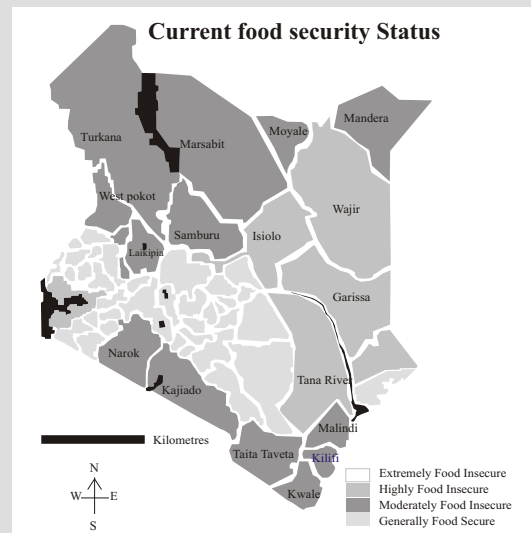 Current food security Status
Mandera
Moyale
Turkana
Marsabit
West pokot
Wajir
Samburu
Isiolo
Laikipia
Garissa
Narok
Tana River
Kajiado
Malindi
Kilometres
Taita Taveta
Kilifi
Kwale
N
W E
S
Extremely Food Insecure
Highly Food Insecure
Moderately Food Insecure
Generally Food Secure